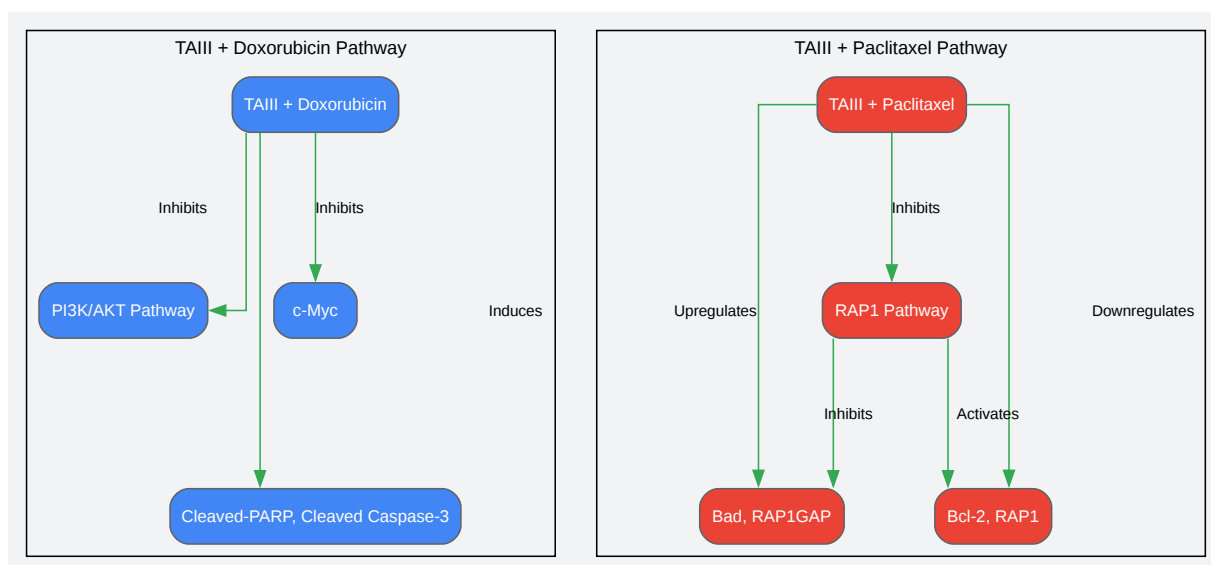 TAIII + Doxorubicin Pathway
TAIII + Doxorubicin
Inhibits
Inhibits
PI3K/AKT Pathway
c-Myc
Induces
Cleaved-PARP, Cleaved Caspase-3
TAIII + Paclitaxel Pathway
TAIII + Paclitaxel
Inhibits
Upregulates
RAP1 Pathway
Downregulates
Inhibits
Activates
Bad, RAP1GAP
Bcl-2, RAP1